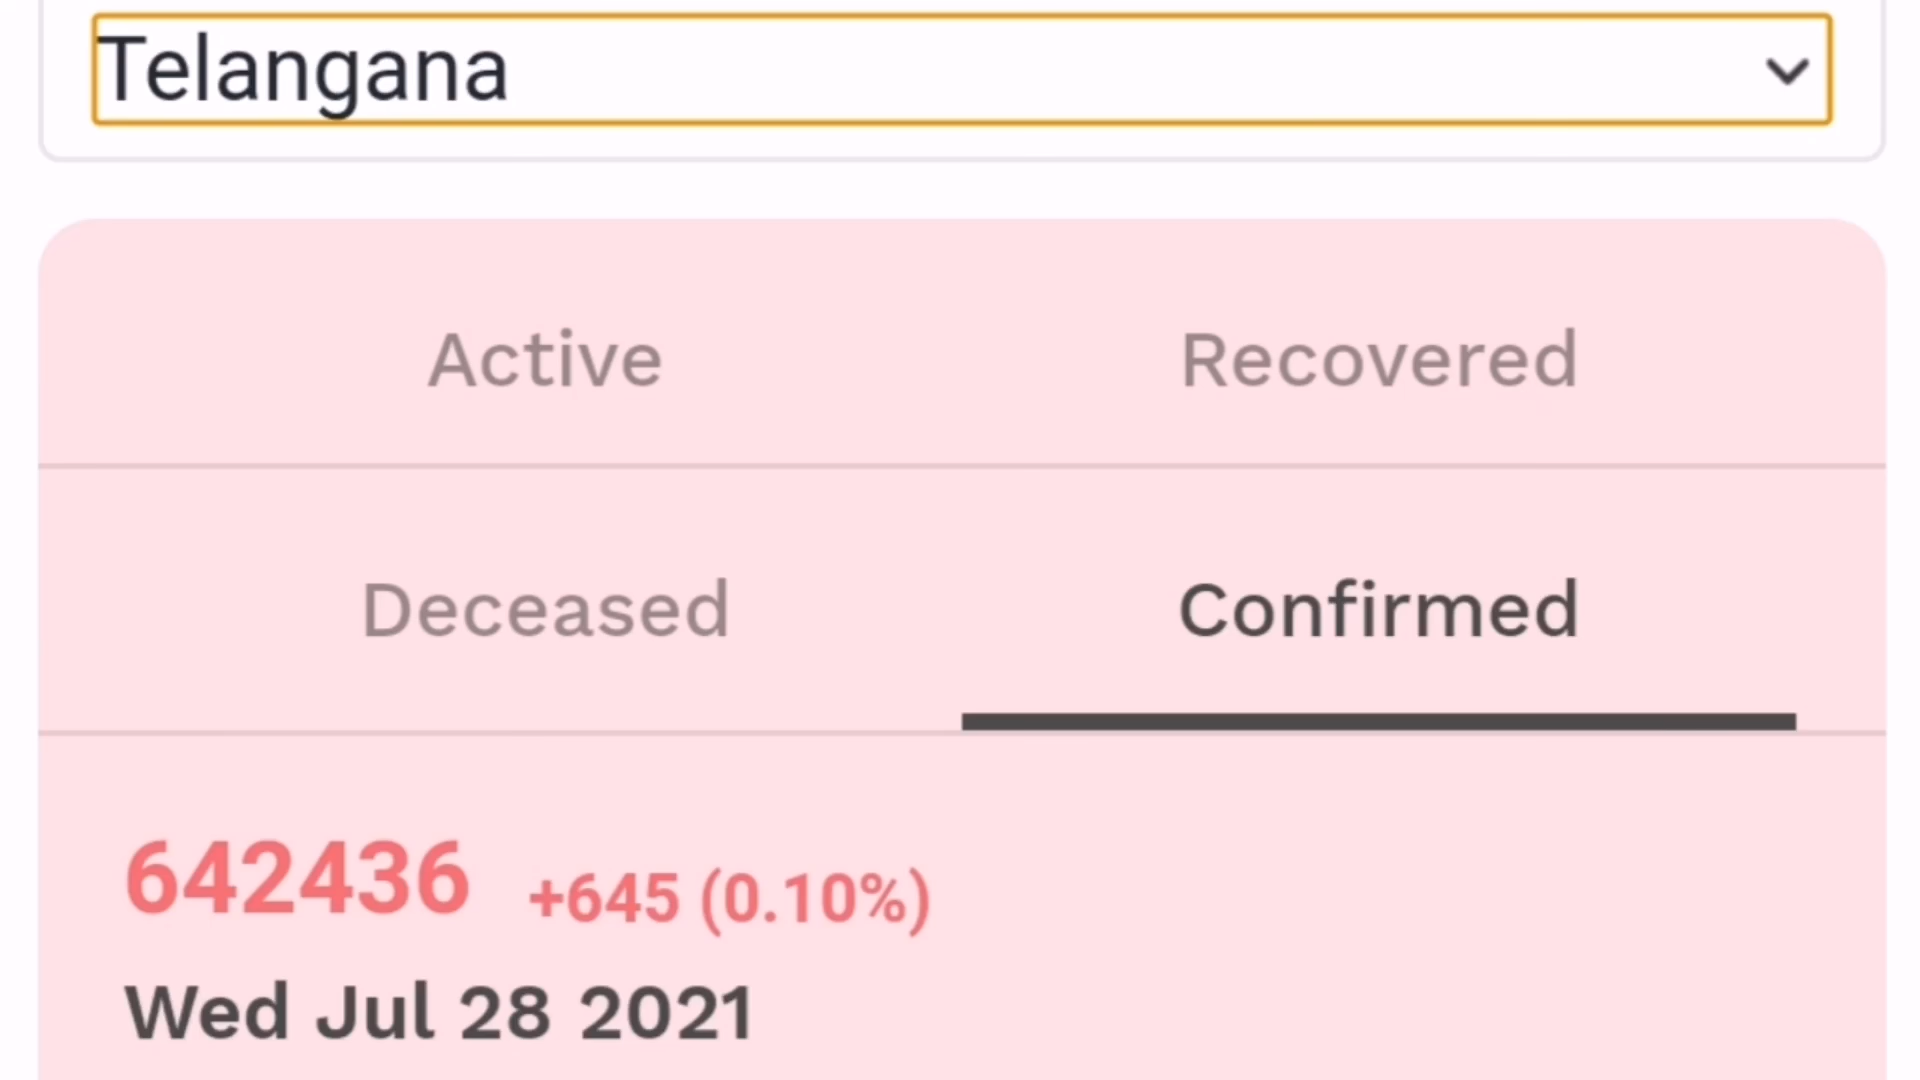 Telangana
Active Recovered
Deceased Confirmed
642436 +645 (0.10%)
Wed Jul 28 2021